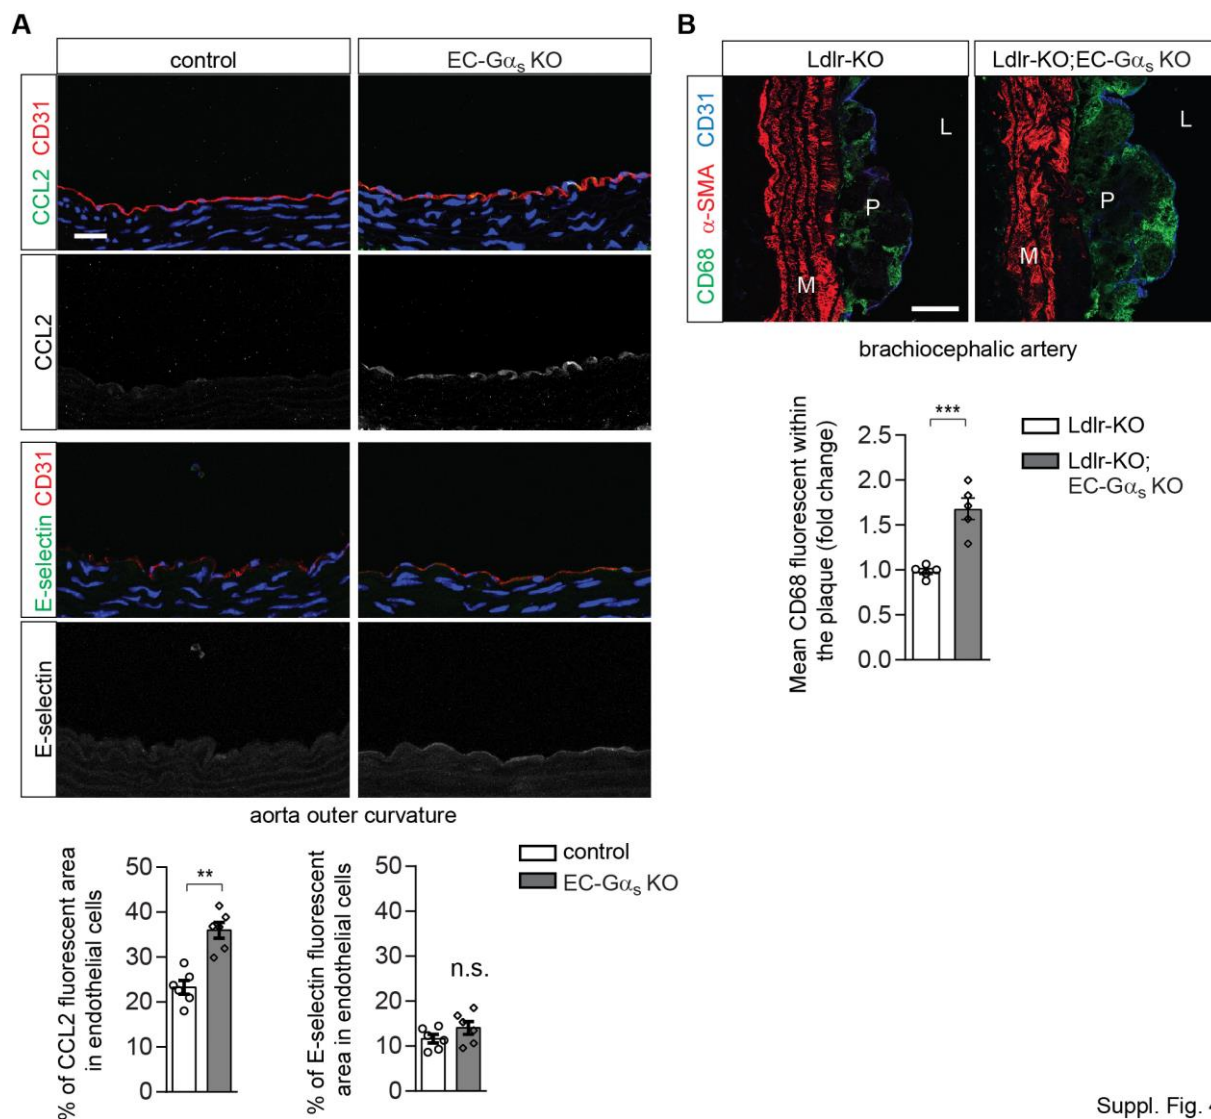 A
control
EC-Gαs KO
CCL2 CD31
CCL2
E-selectin CD31
E-selectin
aorta outer curvature
% of CCL2 fluorescent area
in endothelial cells
50
40
30
20
10
0
**
% of E-selectin fluorescent
area in endothelial cells
50
40
30
20
10
0
n.s.
control
EC-Gαs KO
B
Ldlr-KO
Ldlr-KO;EC-Gαs KO
CD68 α-SMA CD31
L
P
M
L
P
M
brachiocephalic artery
Mean CD68 fluorescent within
the plaque (fold change)
2.5
2.0
1.5
1.0
0.5
0.0
***
Ldlr-KO
Ldlr-KO;
EC-Gαs KO
Suppl. Fig.